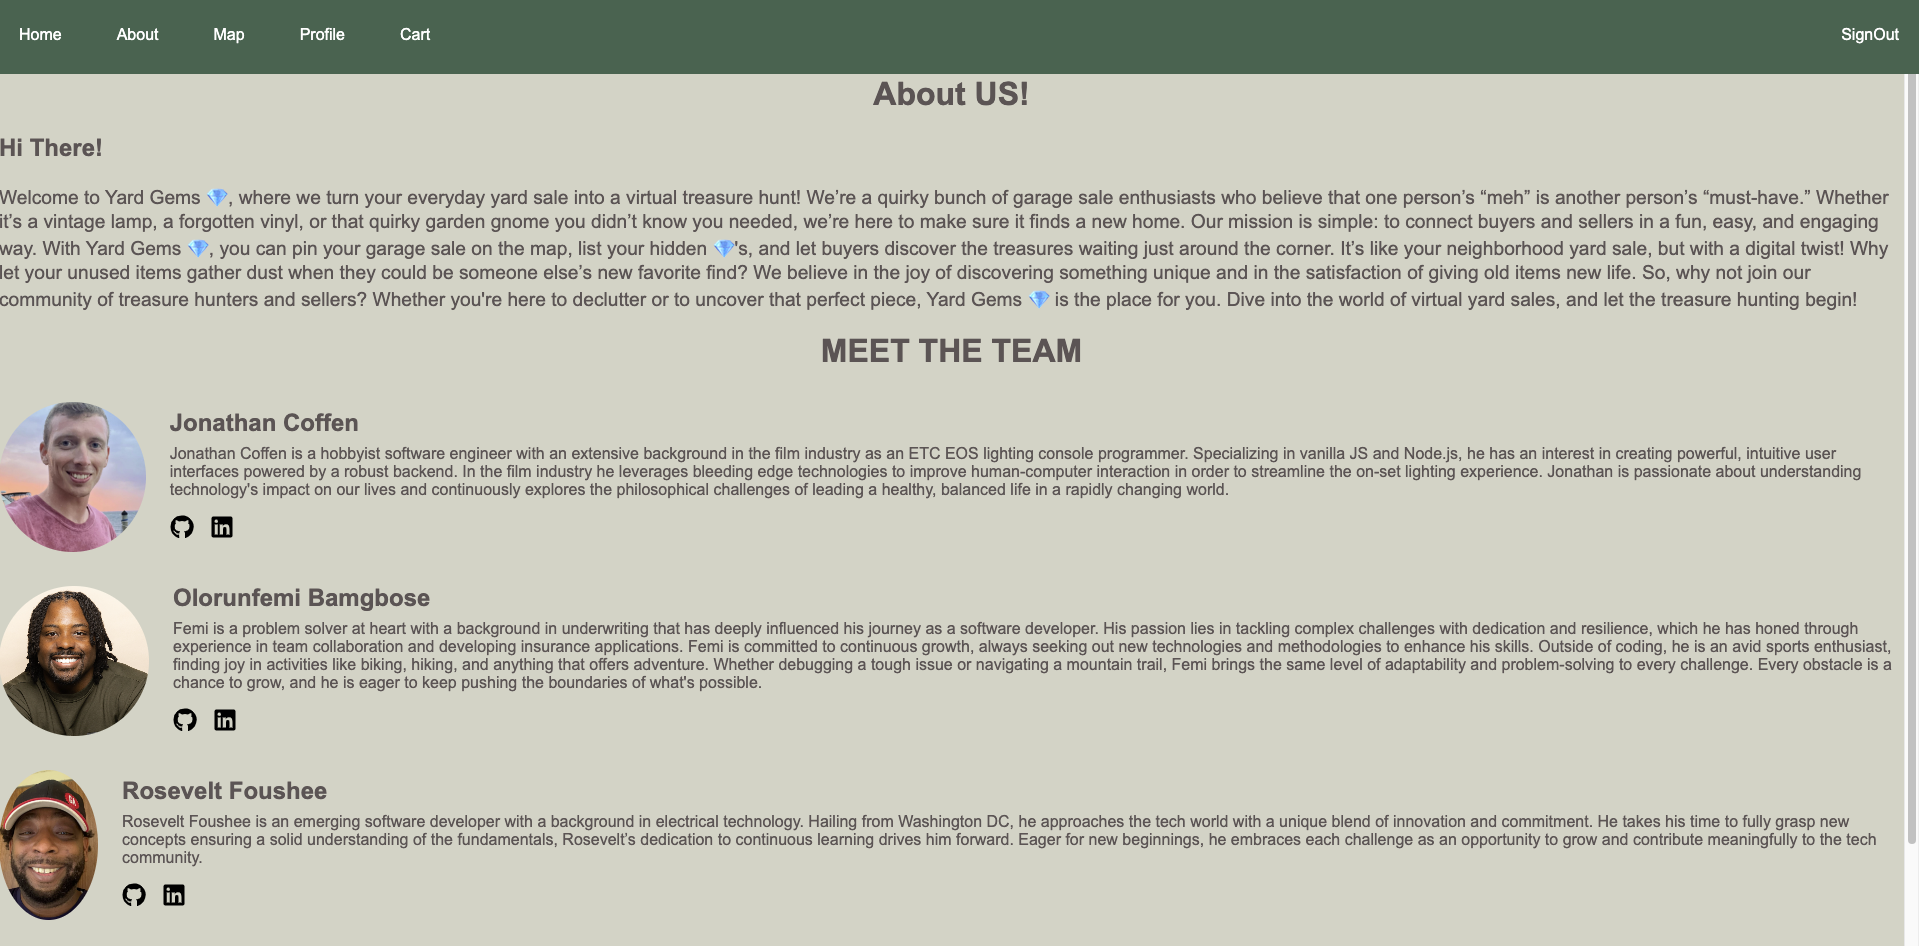 Home About Map Profile Cart SignOut
About US!
Hi There!
Welcome to Yard Gems 💎, where we turn your everyday yard sale into a virtual treasure hunt! We’re a quirky bunch of garage sale enthusiasts who believe that one person’s “meh” is another person’s “must-have.” Whether
it’s a vintage lamp, a forgotten vinyl, or that quirky garden gnome you didn’t know you needed, we’re here to make sure it finds a new home. Our mission is simple: to connect buyers and sellers in a fun, easy, and engaging
way. With Yard Gems 💎, you can pin your garage sale on the map, list your hidden 💎's, and let buyers discover the treasures waiting just around the corner. It’s like your neighborhood yard sale, but with a digital twist! Why
let your unused items gather dust when they could be someone else’s new favorite find? We believe in the joy of discovering something unique and in the satisfaction of giving old items new life. So, why not join our
community of treasure hunters and sellers? Whether you're here to declutter or to uncover that perfect piece, Yard Gems 💎 is the place for you. Dive into the world of virtual yard sales, and let the treasure hunting begin!
MEET THE TEAM
Jonathan Coffen
Jonathan Coffen is a hobbyist software engineer with an extensive background in the film industry as an ETC EOS lighting console programmer. Specializing in vanilla JS and Node.js, he has an interest in creating powerful, intuitive user
interfaces powered by a robust backend. In the film industry he leverages bleeding edge technologies to improve human-computer interaction in order to streamline the on-set lighting experience. Jonathan is passionate about understanding
technology's impact on our lives and continuously explores the philosophical challenges of leading a healthy, balanced life in a rapidly changing world.
in
Olorunfemi Bamgbose
Femi is a problem solver at heart with a background in underwriting that has deeply influenced his journey as a software developer. His passion lies in tackling complex challenges with dedication and resilience, which he has honed through
experience in team collaboration and developing insurance applications. Femi is committed to continuous growth, always seeking out new technologies and methodologies to enhance his skills. Outside of coding, he is an avid sports enthusiast,
finding joy in activities like biking, hiking, and anything that offers adventure. Whether debugging a tough issue or navigating a mountain trail, Femi brings the same level of adaptability and problem-solving to every challenge. Every obstacle is a
chance to grow, and he is eager to keep pushing the boundaries of what's possible.
in
Rosevelt Foushee
Rosevelt Foushee is an emerging software developer with a background in electrical technology. Hailing from Washington DC, he approaches the tech world with a unique blend of innovation and commitment. He takes his time to fully grasp new
concepts ensuring a solid understanding of the fundamentals, Rosevelt’s dedication to continuous learning drives him forward. Eager for new beginnings, he embraces each challenge as an opportunity to grow and contribute meaningfully to the tech
community.
in